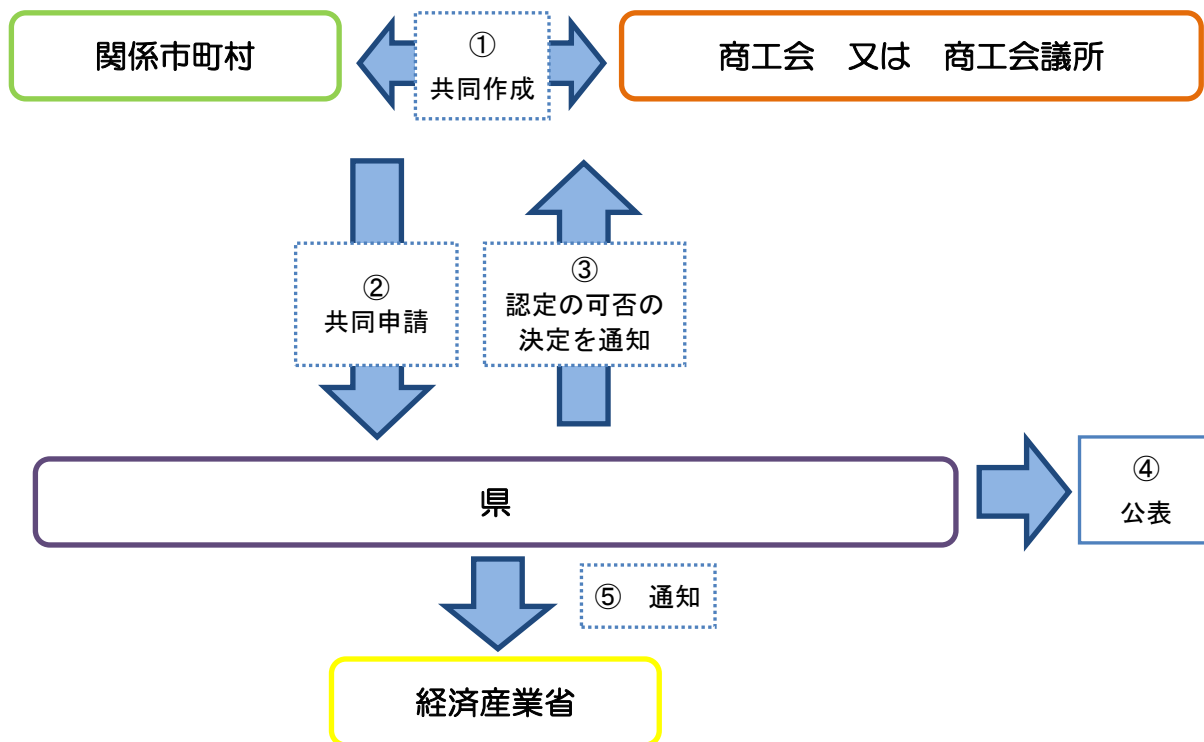 関係市町村
①
共同作成
商工会　又は　商工会議所
②
共同申請
③
認定の可否の
決定を通知
県
④
公表
⑤　通知
経済産業省